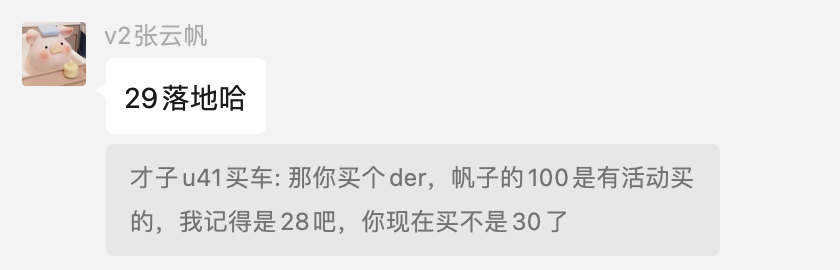 v2张云帆
29落地哈
才子u41买车: 那你买个der，帆子的100是有活动买
的，我记得是28吧，你现在买不是30了